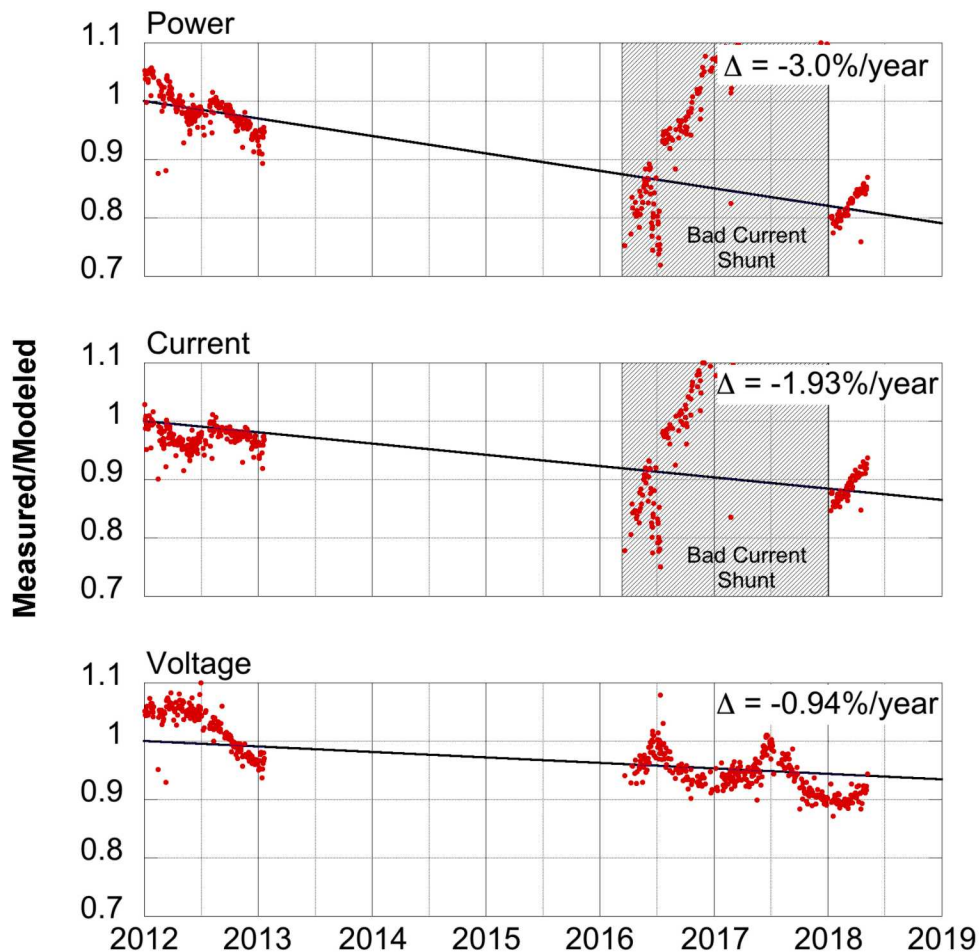 Power
1.1
Δ = -3.0%/year
1
0.9
0.8
Bad Current
Shunt
0.7
Measured/Modeled
Current
1.1
Δ = -1.93%/year
1
0.9
0.8
Bad Current
Shunt
0.7
Voltage
1.1
Δ = -0.94%/year
1
0.9
0.8
0.7
2012 2013 2014 2015 2016 2017 2018 2019